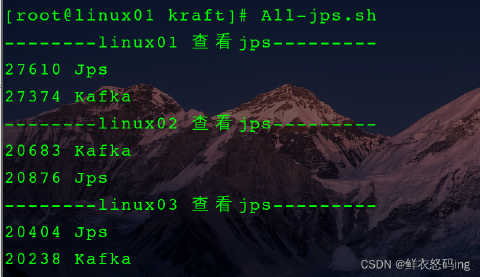 [root@linux01 kraft]# All-jps.sh
--------linux01 查看jps---------
27610 Jps
27374 Kafka
--------linux02 查看jps---------
20683 Kafka
20876 Jps
--------linux03 查看jps---------
20404 Jps
20238 Kafka
CSDN @鲜衣怒码ing